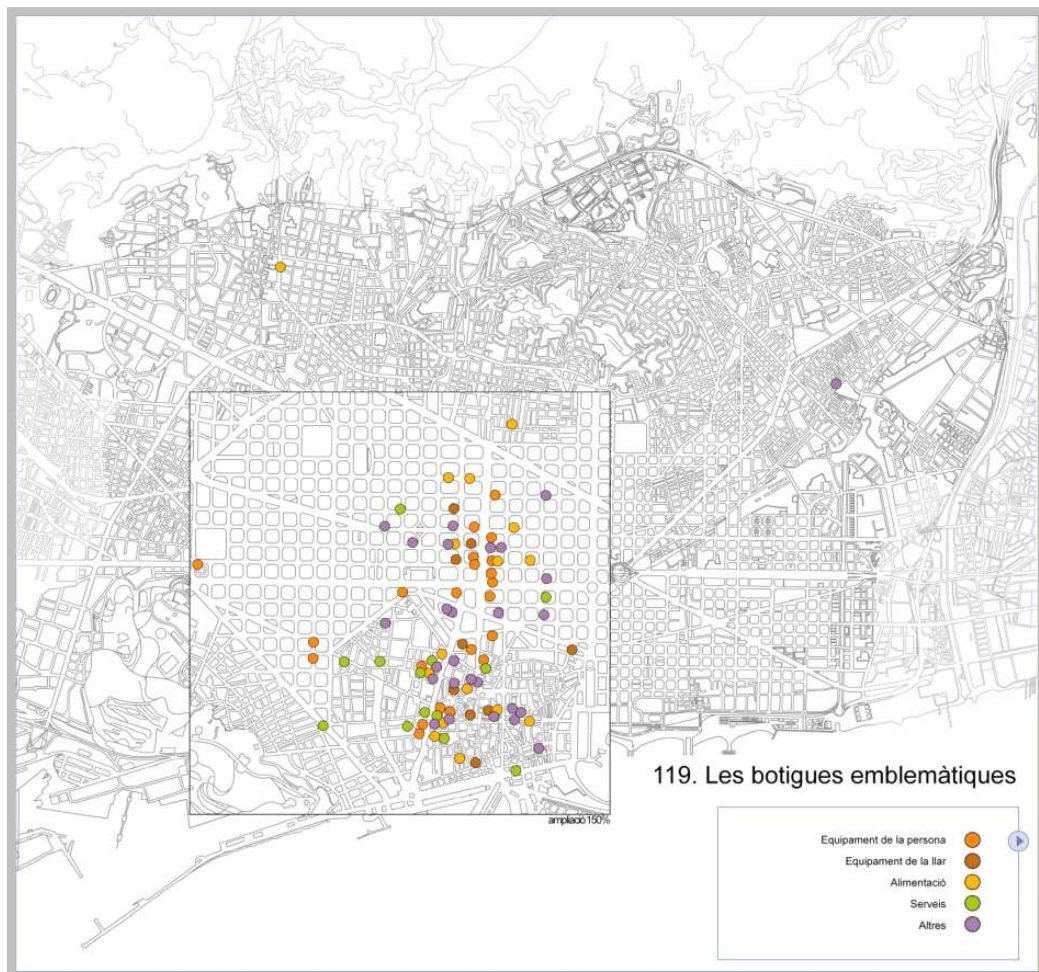 ampliació 150%
119. Les botigues emblemàtiques
Equipament de la persona
Equipament de la llar
Alimentació
Serveis
Altres